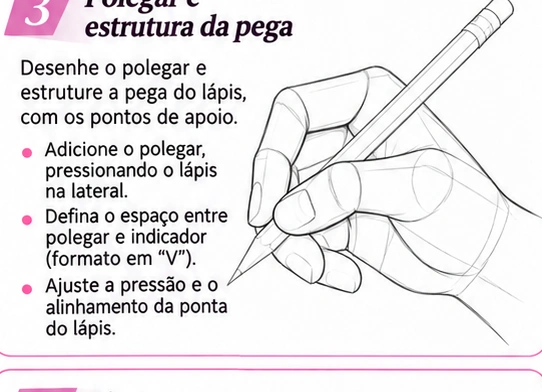 3 Polegar e
estrutura da pega
Desenhe o polegar e
estruture a pega do lápis,
com os pontos de apoio.
• Adicione o polegar,
pressionando o lápis
na lateral.
• Defina o espaço entre
polegar e indicador
(formato em “V”).
• Ajuste a pressão e o
alinhamento da ponta
do lápis.